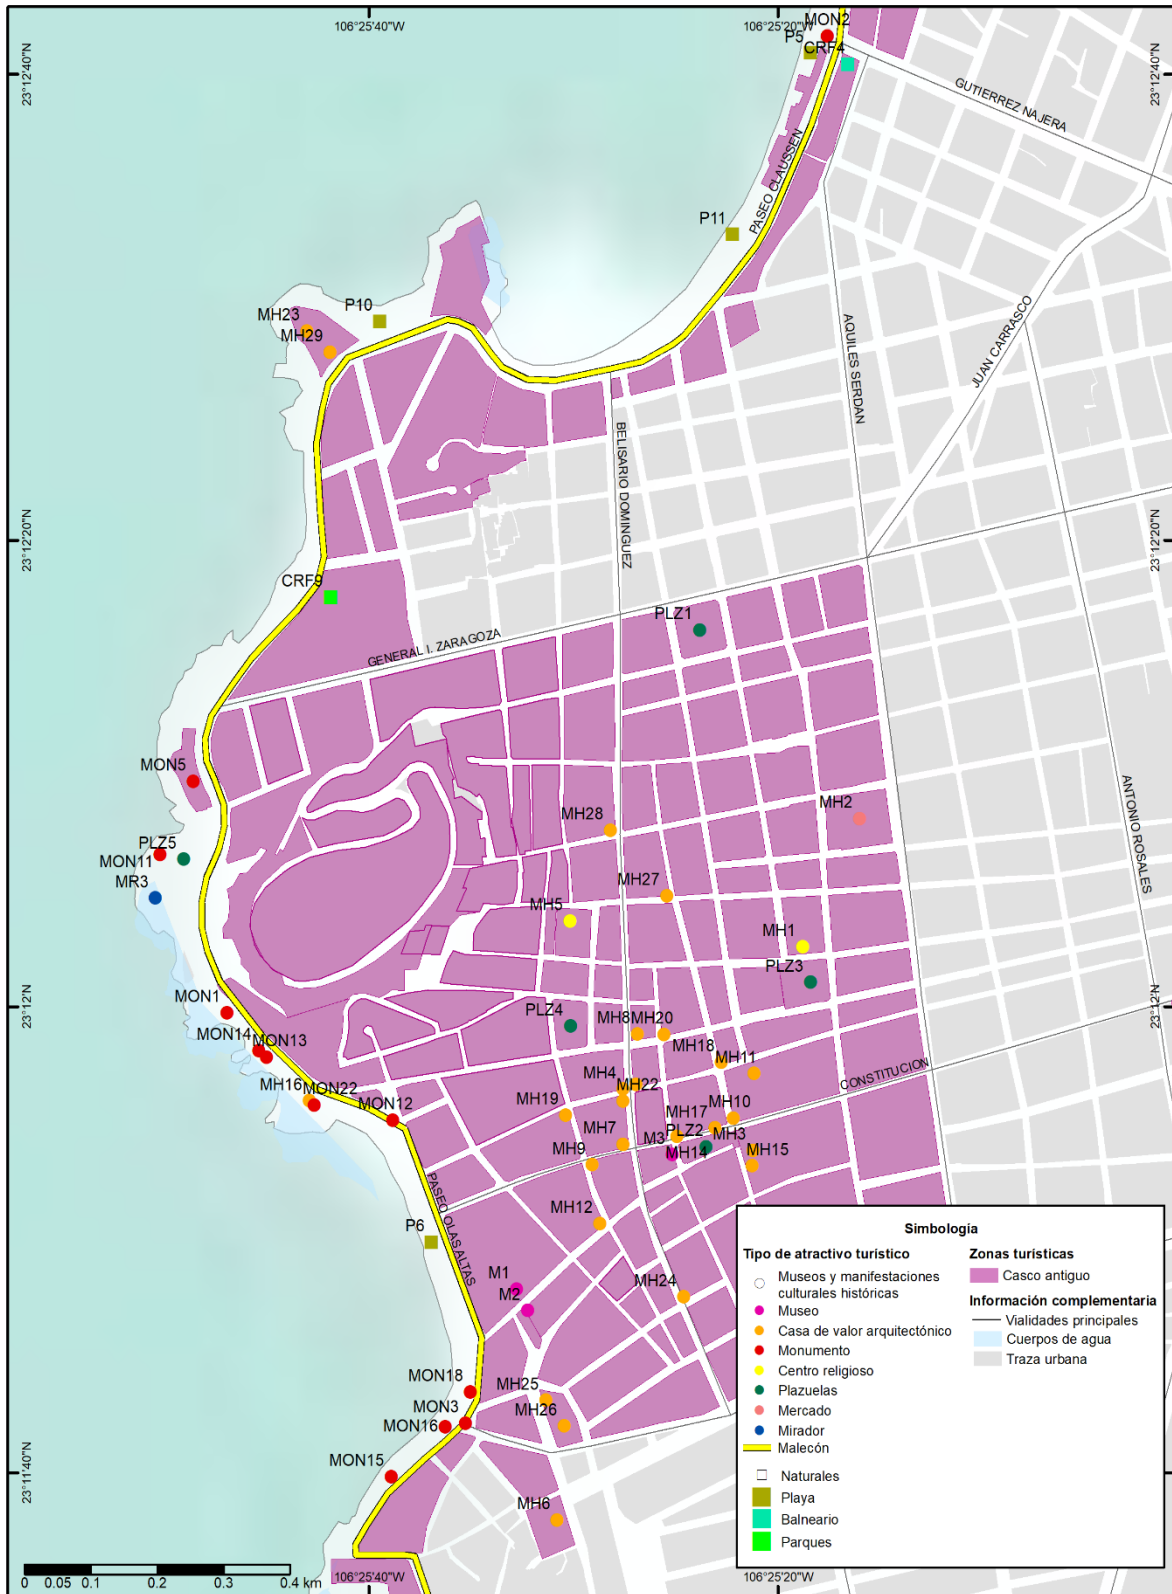 106°25'40"W
106°25'20"W
MON2
P5
CRF4
23°12'40"N
23°12'40"N
GUTIERREZ NAJERA
PASEO CLAUSSEN
P11
P10
MH23
MH29
AQUILES SERDAN
JUAN CARRASCO
BELISARIO DOMINGUEZ
23°12'20"N
23°12'20"N
CRF9
PLZ1
GENERAL I. ZARAGOZA
MON5
MH28
MH2
ANTONIO ROSALES
PLZ5
MON11
MR3
MH27
MH5
MH1
PLZ3
MON1
23°12'N
23°12'N
PLZ4
MH8
MH20
MON14
MON13
MH18
MH11
CONSTITUCION
MH16
MON22
MH4
MH22
MON12
MH19
MH17
MH10
PLZ2
MH3
MH7
M3
MH14
MH9
MH15
PASEO OLAS ALTAS
P6
MH12
M1
M2
MH24
MON18
MH25
MON3
MON16
MH26
MON15
23°11'40"N
MH6
Simbología
Tipo de atractivo turístico
Museos y manifestaciones
culturales históricas
Museo
Casa de valor arquitectónico
Monumento
Centro religioso
Plazuelas
Mercado
Mirador
Malecón
Naturales
Playa
Balneario
Parques
Zonas turísticas
Casco antiguo
Información complementaria
Vialidades principales
Cuerpos de agua
Traza urbana
23°11'40"N
0 0.05 0.1 0.2 0.3 0.4 km
106°25'40"W
106°25'20"W